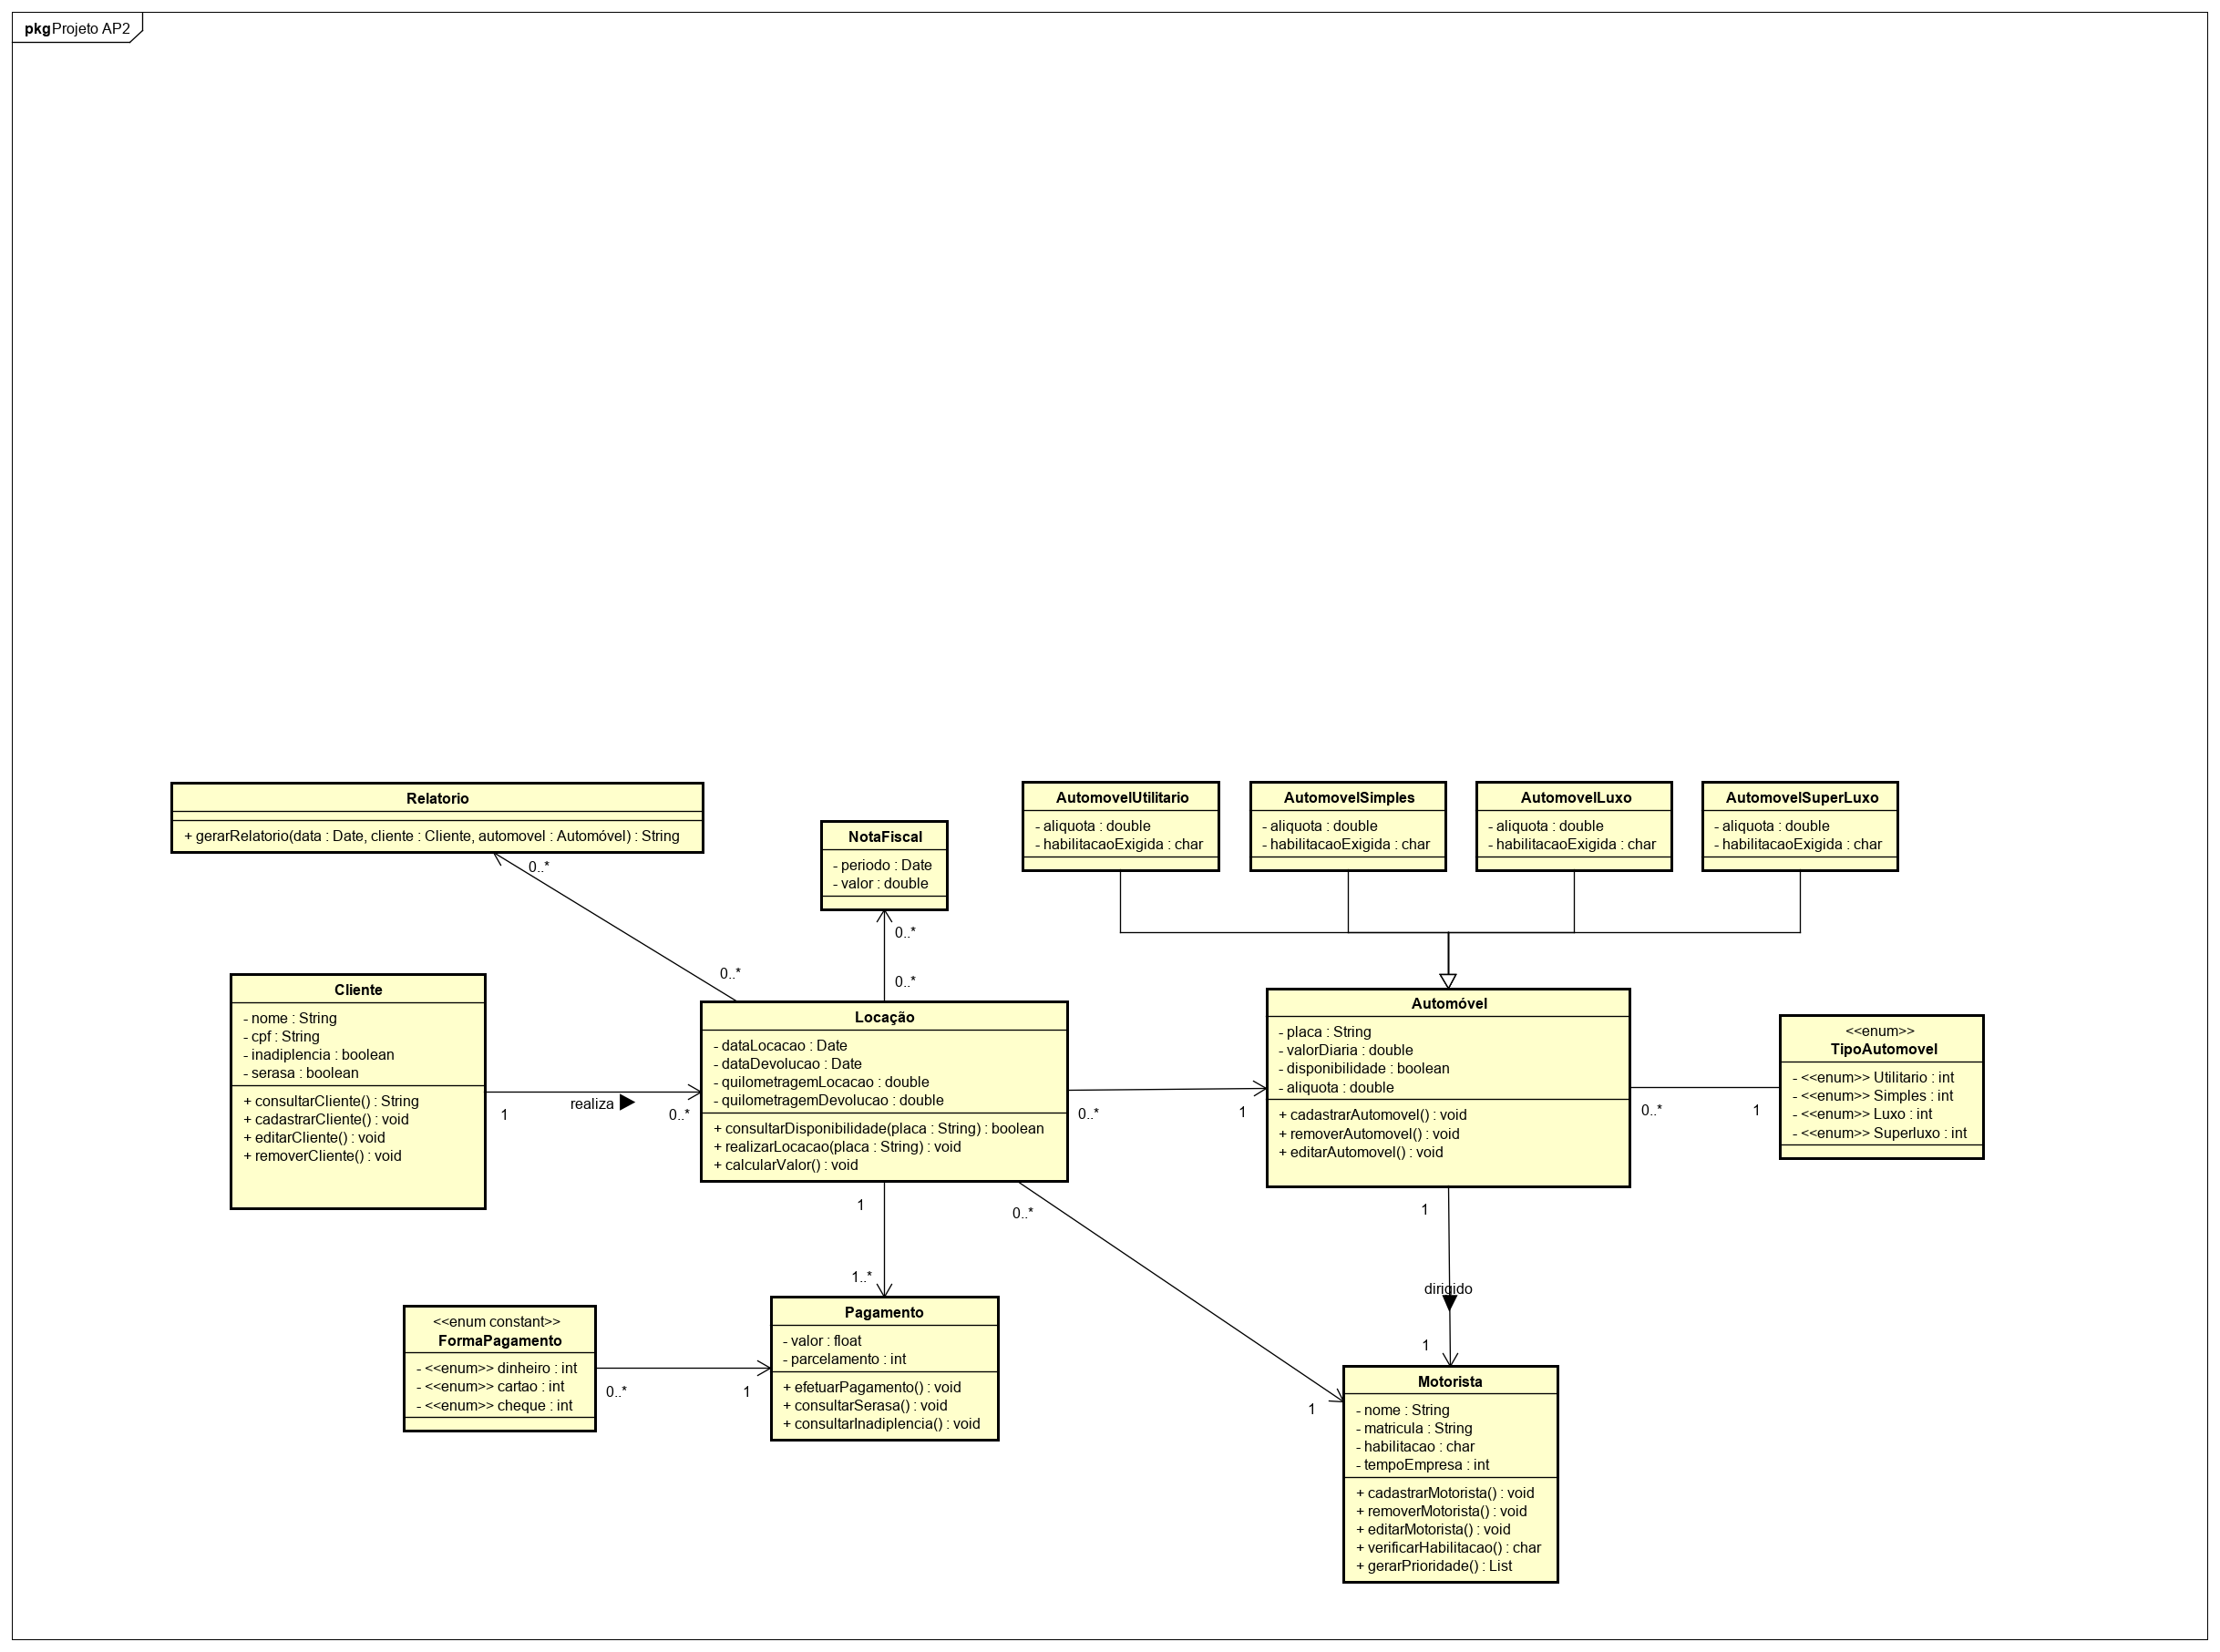 pkg Projeto AP2
Relatorio
+ gerarRelatorio(data : Date, cliente : Cliente, automovel : Automóvel) : String
0..*
0..*
NotaFiscal
- periodo : Date
- valor : double
0..*
0..*
AutomovelUtilitario
- aliquota : double
- habilitacaoExigida : char
AutomovelSimples
- aliquota : double
- habilitacaoExigida : char
AutomovelLuxo
- aliquota : double
- habilitacaoExigida : char
AutomovelSuperLuxo
- aliquota : double
- habilitacaoExigida : char
Cliente
- nome : String
- cpf : String
- inadiplencia : boolean
- serasa : boolean
+ consultarCliente() : String
+ cadastrarCliente() : void
+ editarCliente() : void
+ removerCliente() : void
1
realiza
0..*
Locação
- dataLocacao : Date
- dataDevolucao : Date
- quilometragemLocacao : double
- quilometragemDevolucao : double
+ consultarDisponibilidade(placa : String) : boolean
+ realizarLocacao(placa : String) : void
+ calcularValor() : void
0..*
1
Automóvel
- placa : String
- valorDiaria : double
- disponibilidade : boolean
- aliquota : double
+ cadastrarAutomovel() : void
+ removerAutomovel() : void
+ editarAutomovel() : void
0..*
1
<<enum>>
TipoAutomovel
- <<enum>> Utilitario : int
- <<enum>> Simples : int
- <<enum>> Luxo : int
- <<enum>> Superluxo : int
1
1..*
0..*
1
1
dirigido
1
<<enum constant>>
FormaPagamento
- <<enum>> dinheiro : int
- <<enum>> cartao : int
- <<enum>> cheque : int
0..*
1
Pagamento
- valor : float
- parcelamento : int
+ efetuarPagamento() : void
+ consultarSerasa() : void
+ consultarInadiplencia() : void
Motorista
- nome : String
- matricula : String
- habilitacao : char
- tempoEmpresa : int
+ cadastrarMotorista() : void
+ removerMotorista() : void
+ editarMotorista() : void
+ verificarHabilitacao() : char
+ gerarPrioridade() : List